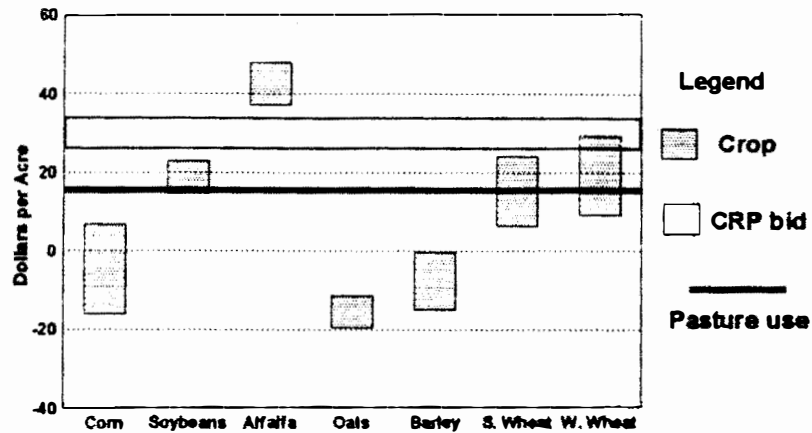 60
40
20
0
-20
-40
Dollars per Acre
Corn Soybeans Alfalfa Oats Barley S. Wheat W. Wheat
Legend
Crop
CRP bid
Pasture use